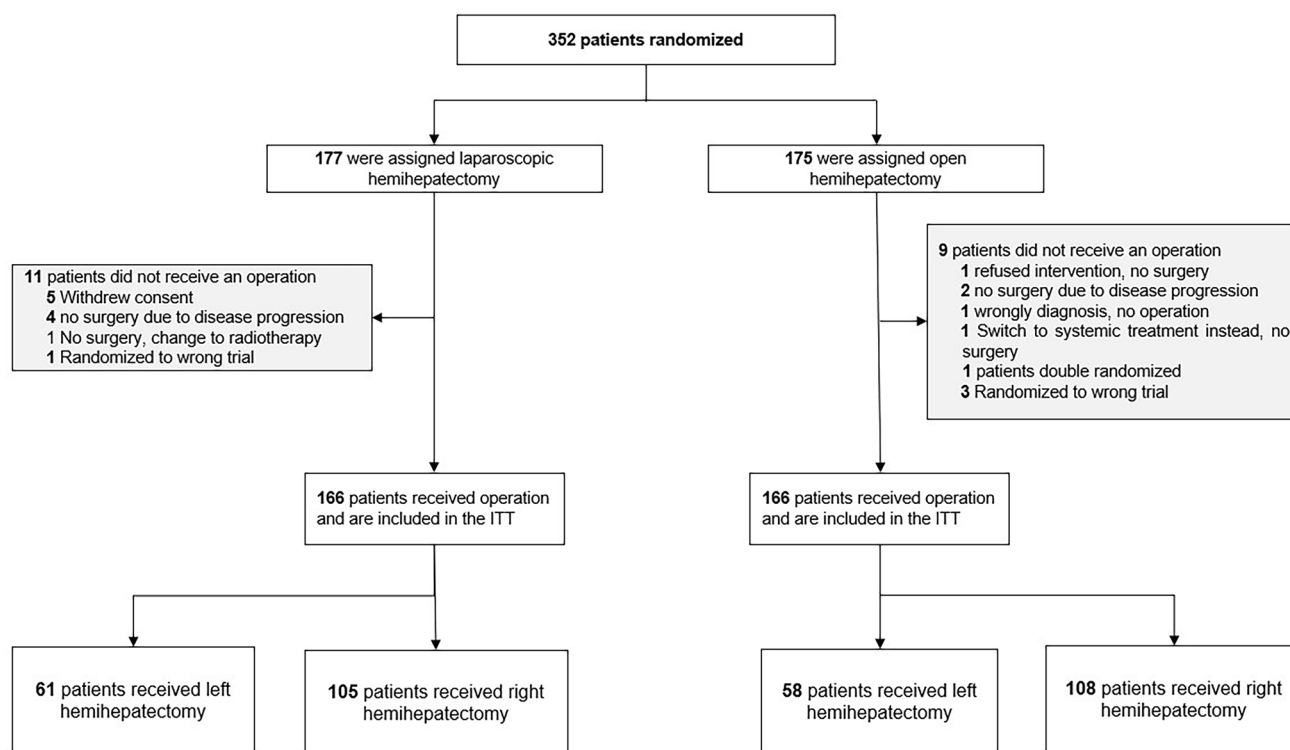 352 patients randomized
177 were assigned laparoscopic
hemihepatectomy
175 were assigned open
hemihepatectomy
11 patients did not receive an operation
5 Withdrew consent
4 no surgery due to disease progression
1 No surgery, change to radiotherapy
1 Randomized to wrong trial
9 patients did not receive an operation
1 refused intervention, no surgery
2 no surgery due to disease progression
1 wrongly diagnosis, no operation
1 Switch to systemic treatment instead, no
surgery
1 patients double randomized
3 Randomized to wrong trial
166 patients received operation
and are included in the ITT
166 patients received operation
and are included in the ITT
61 patients received left
hemihepatectomy
105 patients received right
hemihepatectomy
58 patients received left
hemihepatectomy
108 patients received right
hemihepatectomy